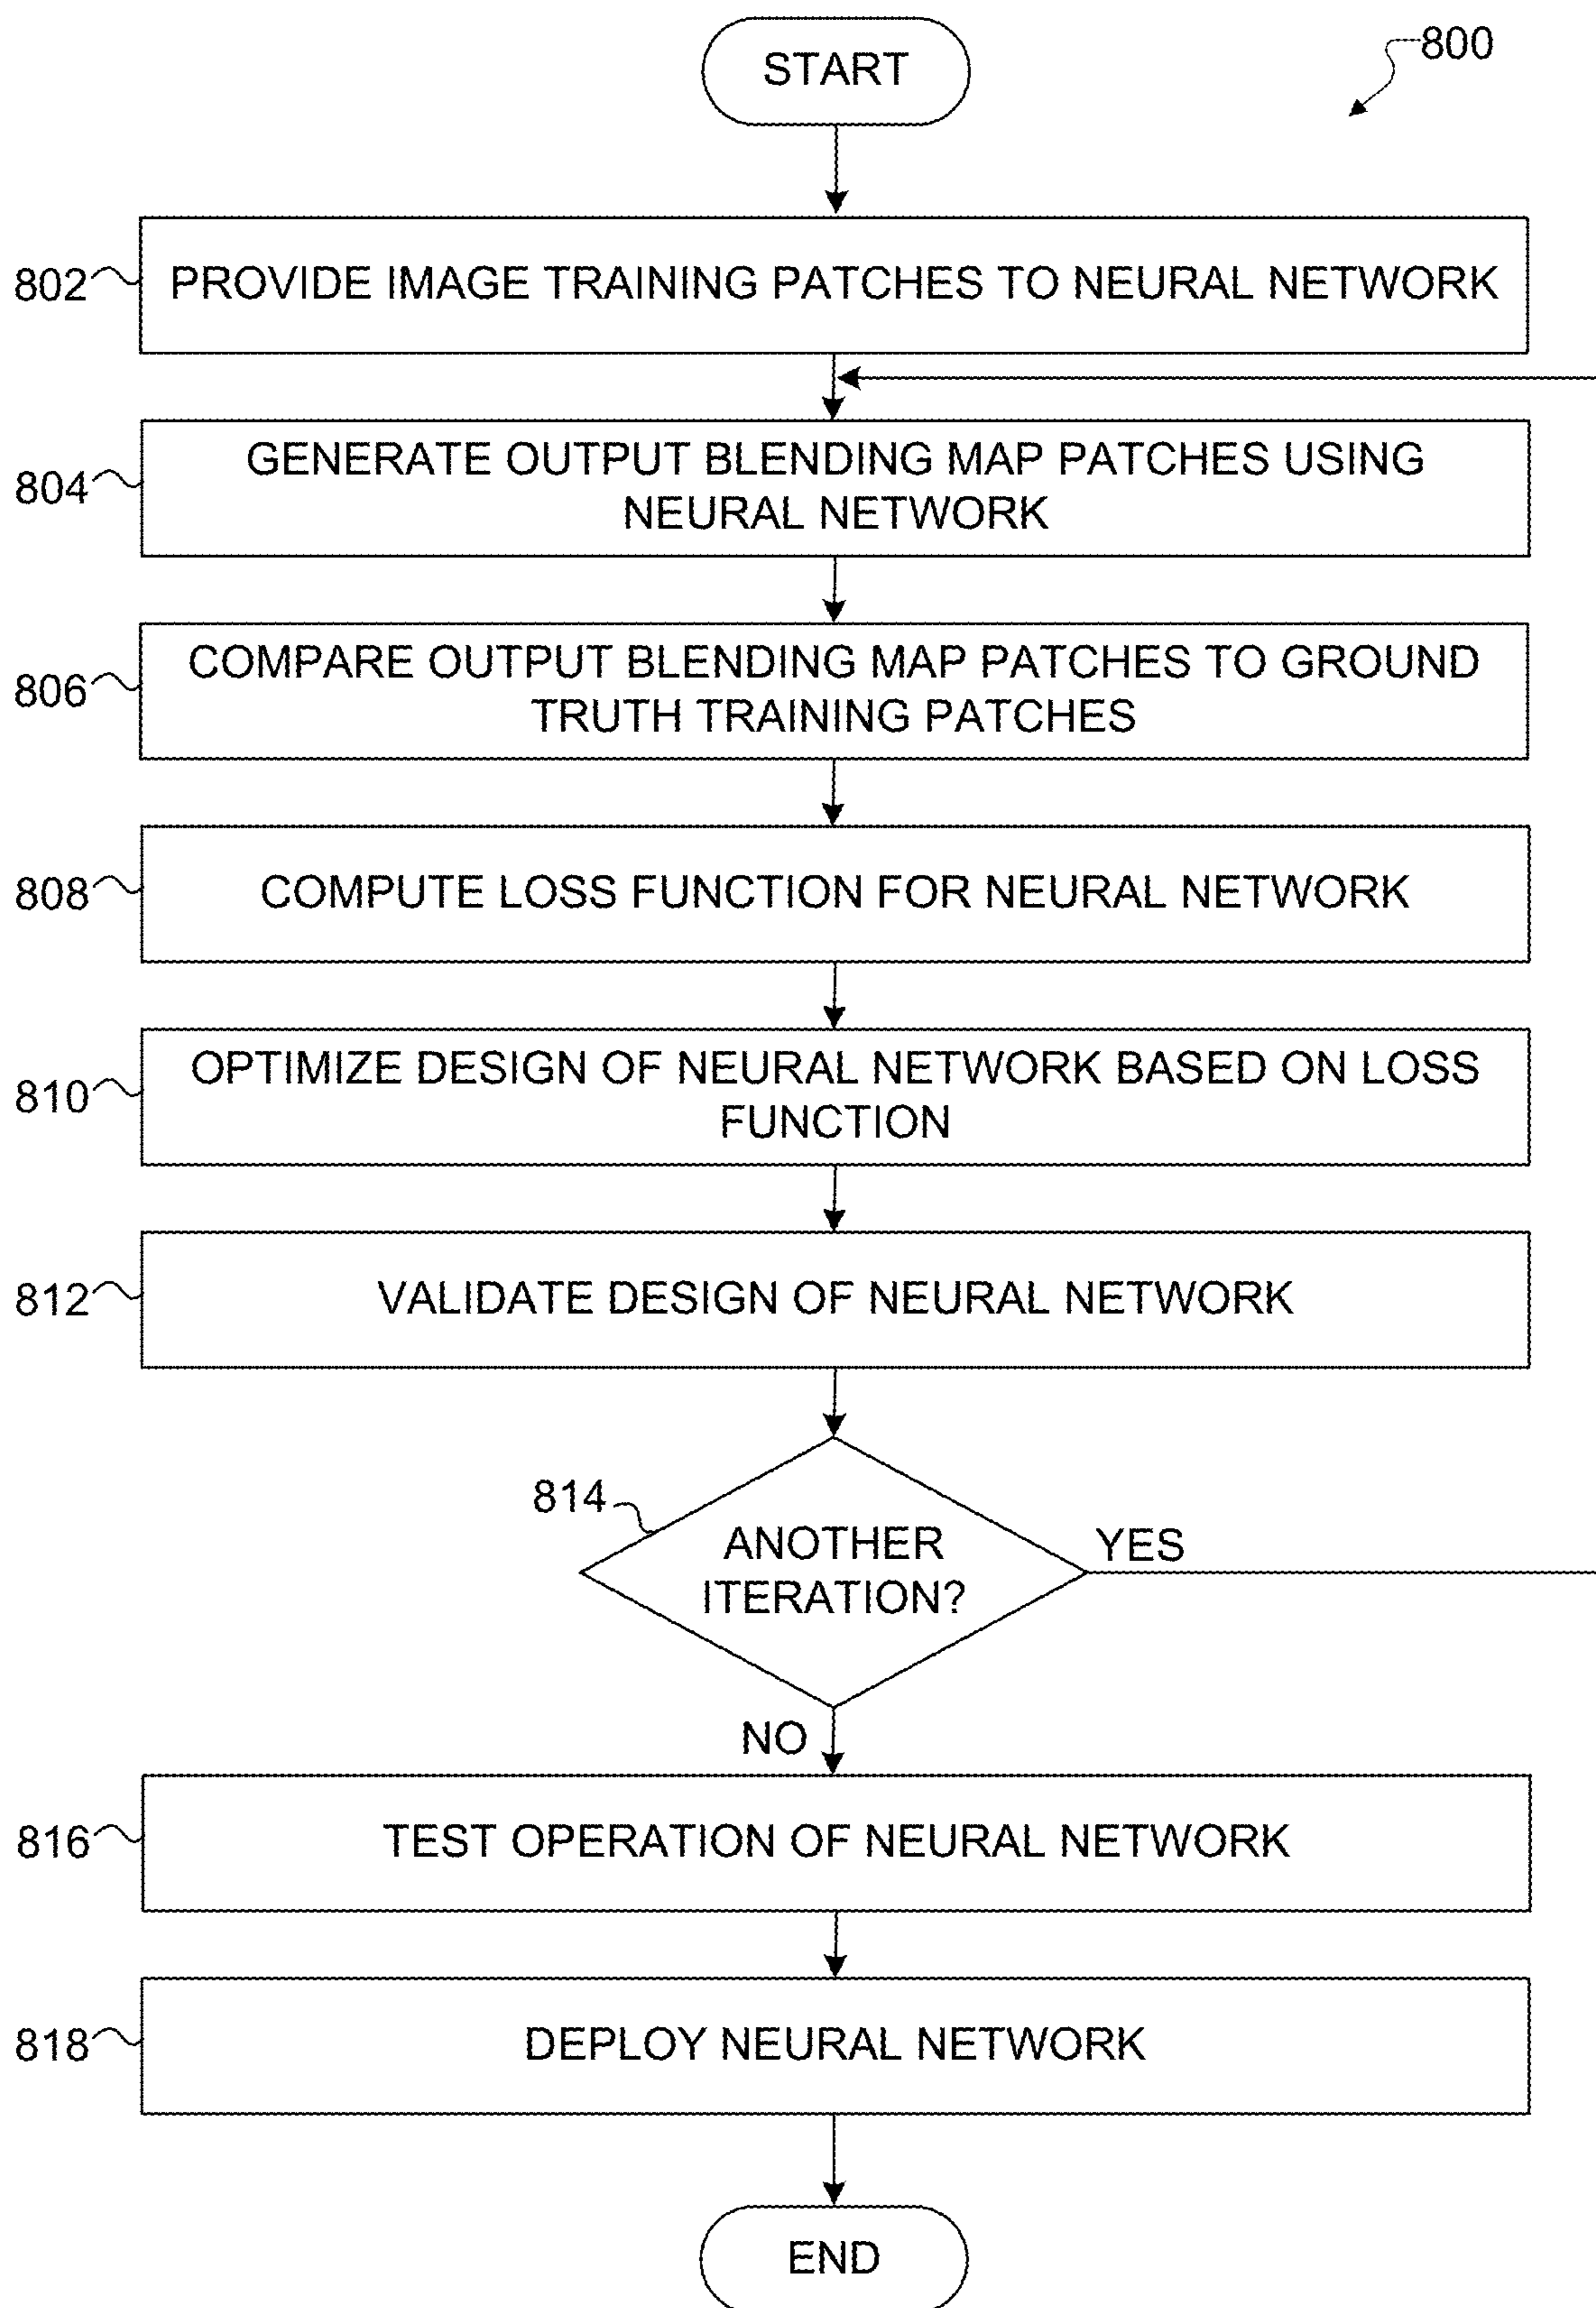 START
800
802
PROVIDE IMAGE TRAINING PATCHES TO NEURAL NETWORK
804
GENERATE OUTPUT BLENDING MAP PATCHES USING
NEURAL NETWORK
806
COMPARE OUTPUT BLENDING MAP PATCHES TO GROUND
TRUTH TRAINING PATCHES
808
COMPUTE LOSS FUNCTION FOR NEURAL NETWORK
810
OPTIMIZE DESIGN OF NEURAL NETWORK BASED ON LOSS
FUNCTION
812
VALIDATE DESIGN OF NEURAL NETWORK
814
ANOTHER
ITERATION?
YES
NO
816
TEST OPERATION OF NEURAL NETWORK
818
DEPLOY NEURAL NETWORK
END